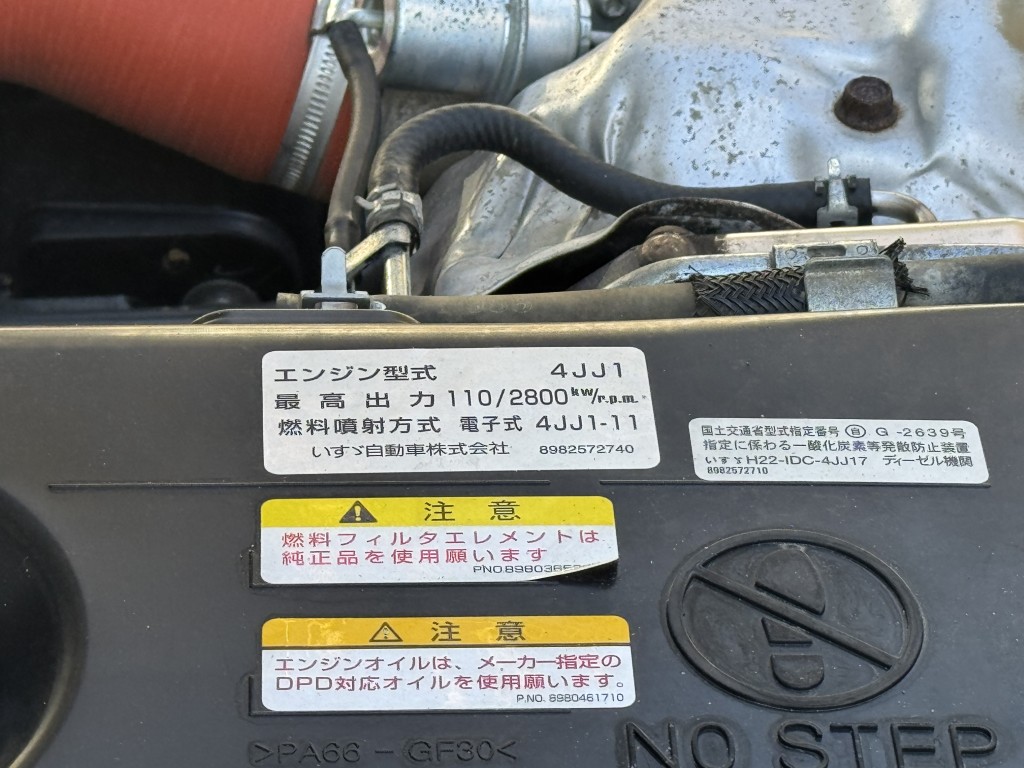 エンジン型式 4JJ1
最高出力 110/2800kw/r.p.m.
燃料噴射方式 電子式 4JJ1-11
いすゞ自動車株式会社 8982572740
国土交通省型式指定番号 自 G -2639号
指定に係わる一酸化炭素等発散防止装置
いすゞH22-IDC-4JJ17 ディーゼル機関
8982572710
注意
燃料フィルタエレメントは
純正品を使用願います
PNO.898036
注意
エンジンオイルは、メーカー指定の
DPD対応オイルを使用願います。
P.NO. 8980461710
>PA66-GF30<
NO STEP